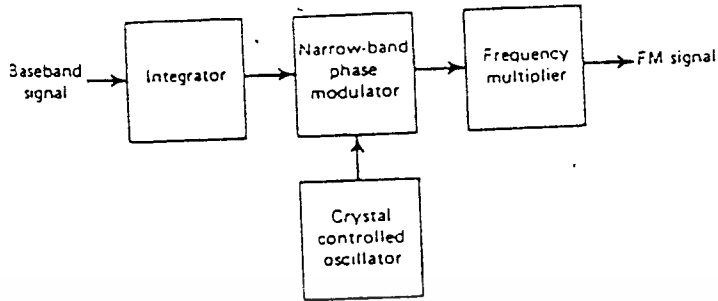 Baseband
signal
Integrator
Narrow-band
phase
modulator
Frequency
multiplier
FM signal
Crystal
controlled
oscillator